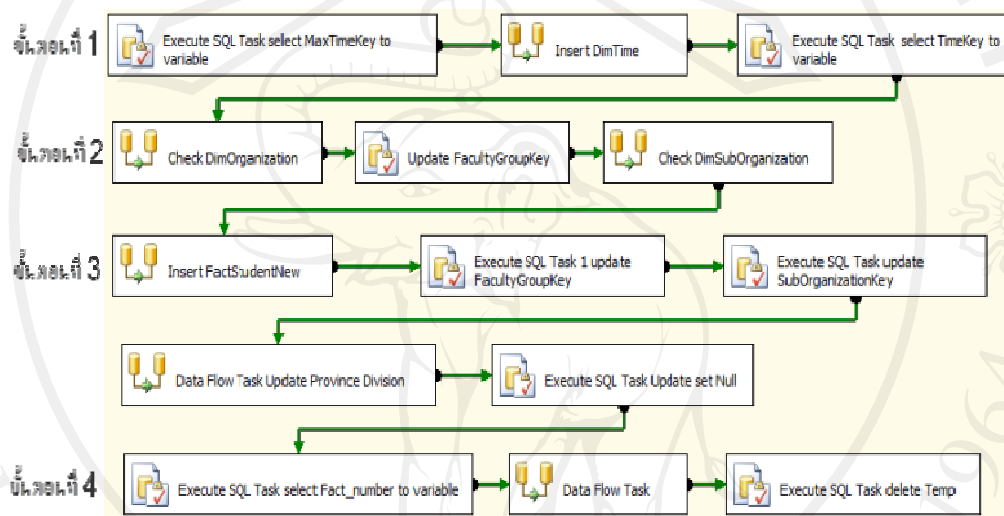 ขั้นตอนที่ 1
Execute SQL Task select MaxTimeKey to
variable
Insert DimTime
Execute SQL Task select TimeKey to
variable
ขั้นตอนที่ 2
Check DimOrganization
Update FacultyGroupKey
Check DimSubOrganization
ขั้นตอนที่ 3
Insert FactStudentNew
Execute SQL Task 1 update
FacultyGroupKey
Execute SQL Task update
SubOrganizationKey
Data Flow Task Update Province Division
Execute SQL Task Update set Null
ขั้นตอนที่ 4
Execute SQL Task select Fact_number to variable
Data Flow Task
Execute SQL Task delete Temp